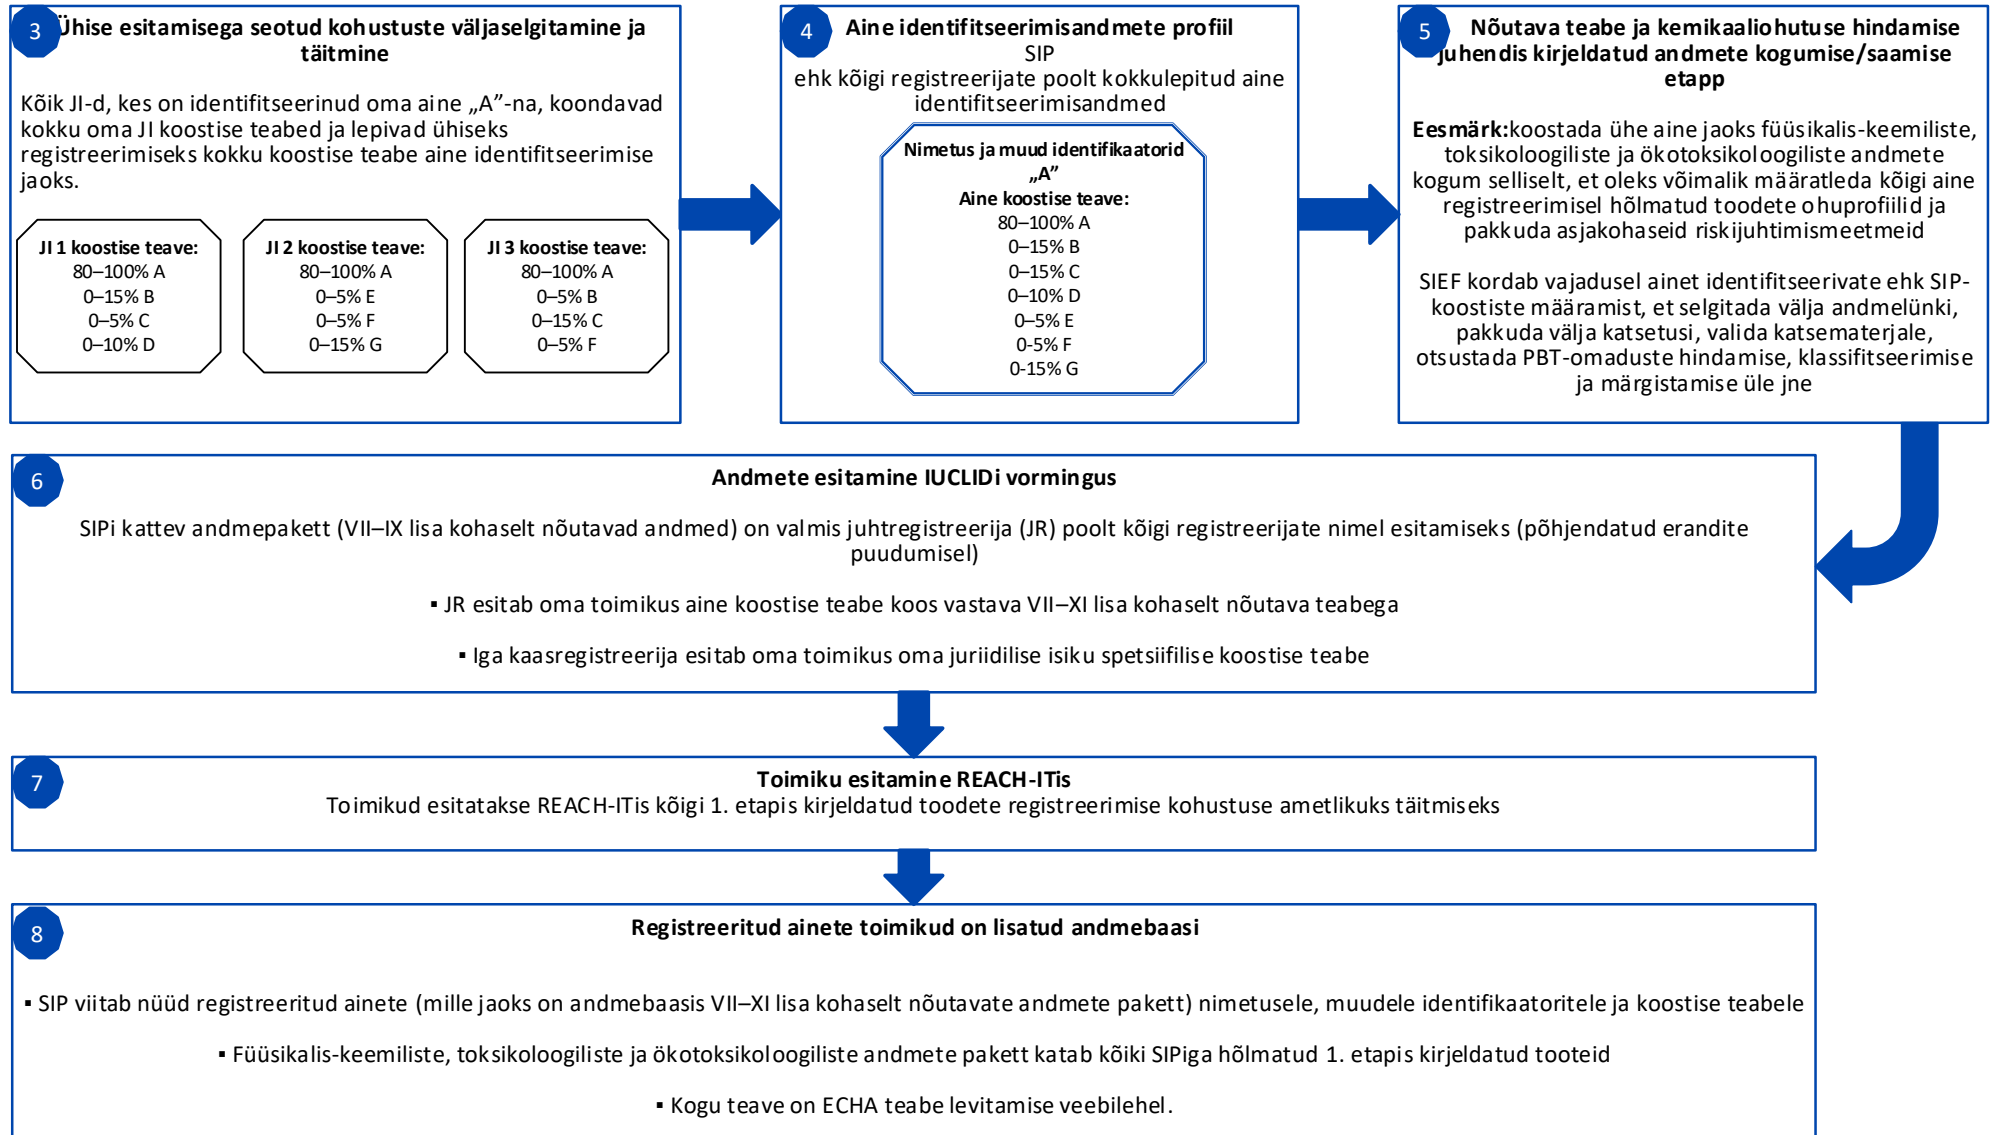 3
Ühise esitamisega seotud kohustuste väljaselgitamine ja
täitmine
Kõik JI-d, kes on identifitseerinud oma aine „A”-na, koondavad
kokku oma JI koostise teabed ja lepivad ühiseks
registreerimiseks kokku koostise teabe aine identifitseerimise
jaoks.
JI 1 koostise teave:
80–100% A
0–15% B
0–5% C
0–10% D
JI 2 koostise teave:
80–100% A
0–5% E
0–5% F
0–15% G
JI 3 koostise teave:
80–100% A
0–5% B
0–15% C
0–5% F
4
Aine identifitseerimisandmete profiil
SIP
ehk kõigi registreerijate poolt kokkulepitud aine
identifitseerimisandmed
Nimetus ja muud identifikaatorid
„A”
Aine koostise teave:
80–100% A
0–15% B
0–15% C
0–10% D
0–5% E
0-5% F
0-15% G
5
Nõutava teabe ja kemikaaliohutuse hindamise
juhendis kirjeldatud andmete kogumise/saamise
etapp
Eesmärk:koostada ühe aine jaoks füüsikalis-keemiliste,
toksikoloogiliste ja ökotoksikoloogiliste andmete
kogum selliselt, et oleks võimalik määratleda kõigi aine
registreerimisel hõlmatud toodete ohuprofiilid ja
pakkuda asjakohaseid riskijuhtimismeetmeid
SIEF kordab vajadusel ainet identifitseerivate ehk SIP-
koostiste määramist, et selgitada välja andmelünki,
pakkuda välja katsetusi, valida katsematerjale,
otsustada PBT-omaduste hindamise, klassifitseerimise
ja märgistamise üle jne
6
Andmete esitamine IUCLIDi vormingus
SIPi kattev andmepakett (VII–IX lisa kohaselt nõutavad andmed) on valmis juhtregistreerija (JR) poolt kõigi registreerijate nimel esitamiseks (põhjendatud erandite
puudumisel)
▪ JR esitab oma toimikus aine koostise teabe koos vastava VII–XI lisa kohaselt nõutava teabega
▪ Iga kaasregistreerija esitab oma toimikus oma juriidilise isiku spetsiifilise koostise teabe
7
Toimiku esitamine REACH-ITis
Toimikud esitatakse REACH-ITis kõigi 1. etapis kirjeldatud toodete registreerimise kohustuse ametlikuks täitmiseks
8
Registreeritud ainete toimikud on lisatud andmebaasi
▪ SIP viitab nüüd registreeritud ainete (mille jaoks on andmebaasis VII–XI lisa kohaselt nõutavate andmete pakett) nimetusele, muudele identifikaatoritele ja koostise teabele
▪ Füüsikalis-keemiliste, toksikoloogiliste ja ökotoksikoloogiliste andmete pakett katab kõiki SIPiga hõlmatud 1. etapis kirjeldatud tooteid
▪ Kogu teave on ECHA teabe levitamise veebilehel.